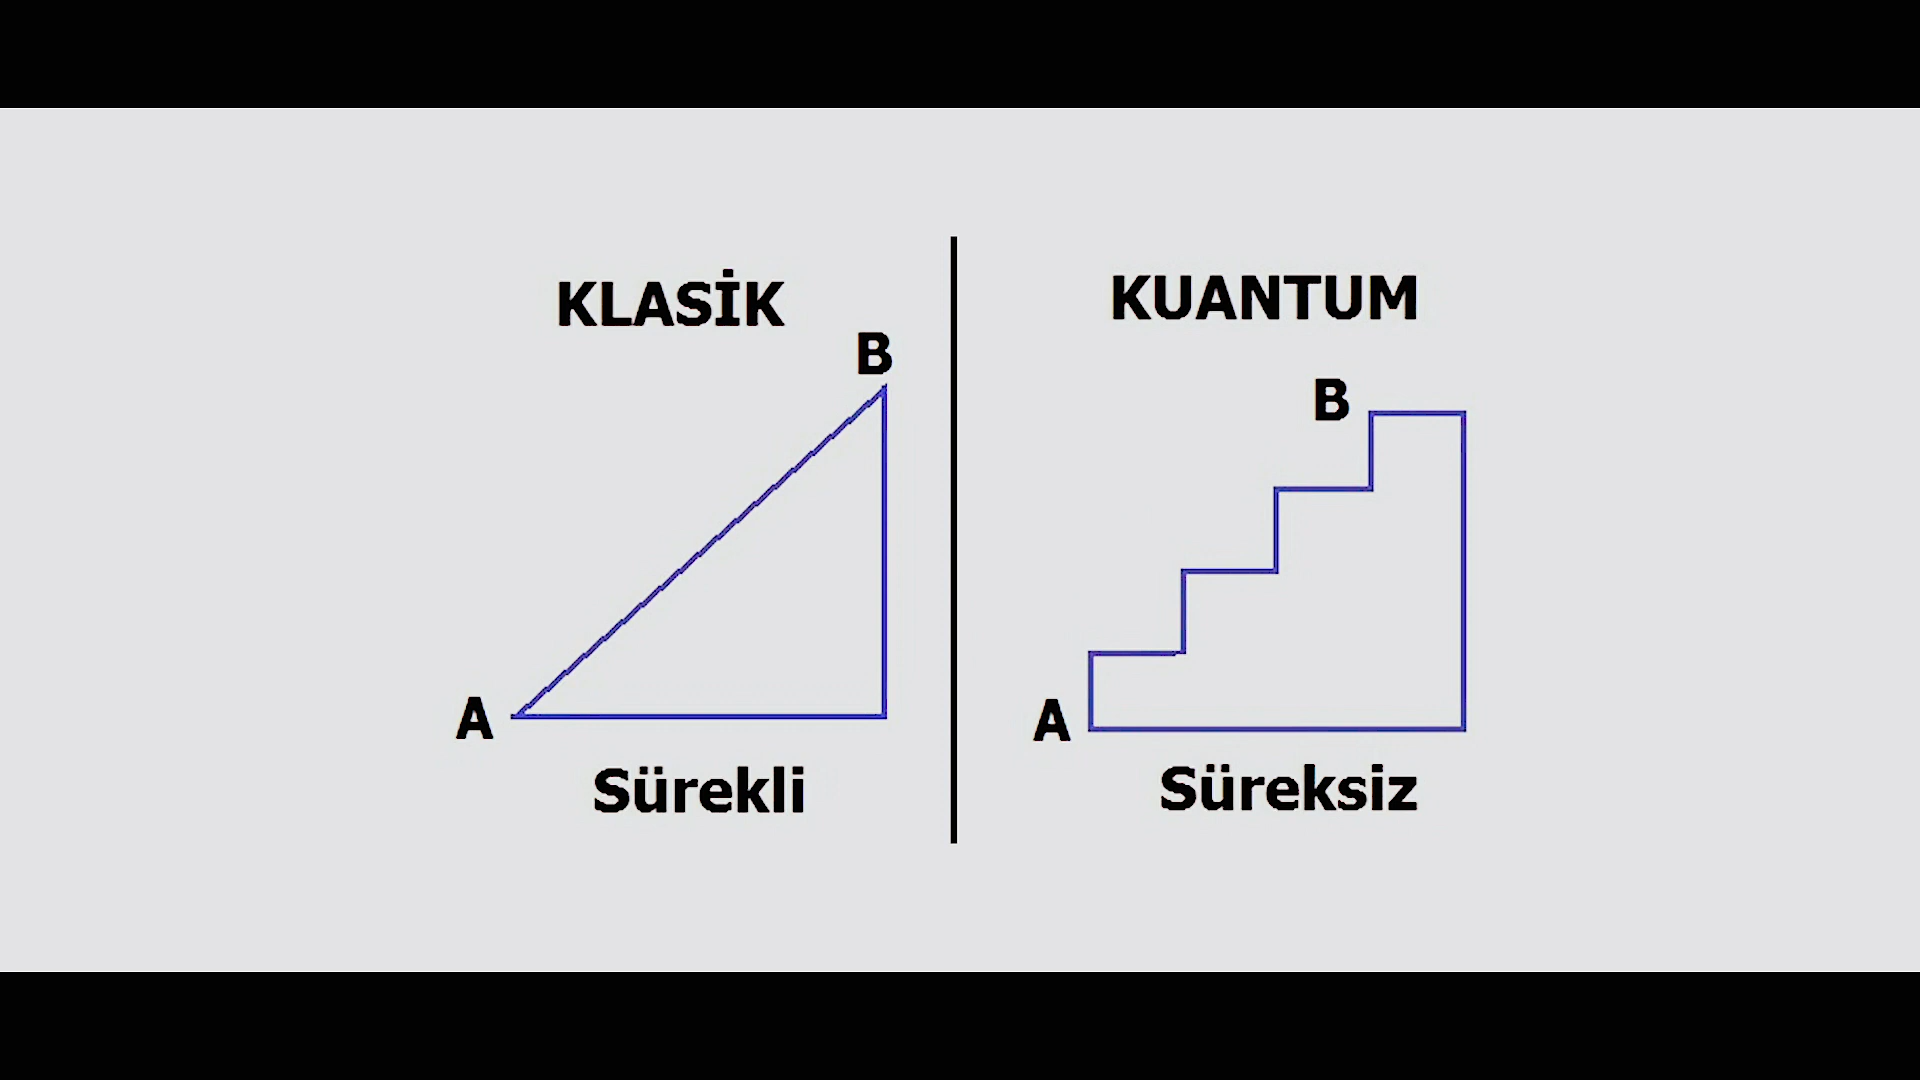 KLASİK
B
A
Sürekli
KUANTUM
B
A
Süreksiz